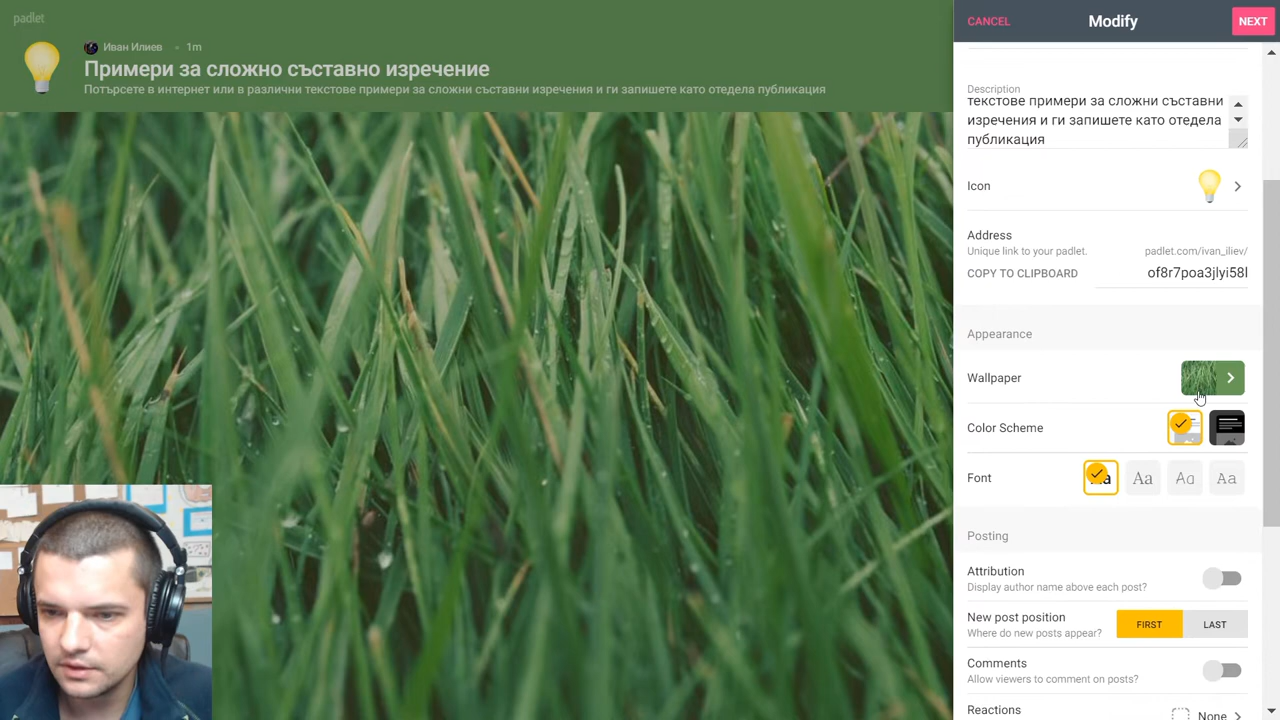 padlet
Иван Илиев • 1m
Примери за сложно съставно изречение
Потърсете в интернет или в различни текстове примери за сложни съставни изречения и ги запишете като отедела публикация
CANCEL Modify NEXT
Description
текстове примери за сложни съставни
изречения и ги запишете като отедела
публикация
Icon
Address
Unique link to your padlet. padlet.com/ivan_iliev/
COPY TO CLIPBOARD of8r7poa3jlyi58l
Appearance
Wallpaper
Color Scheme
Font Aa Aa Aa
Posting
Attribution
Display author name above each post?
New post position FIRST LAST
Where do new posts appear?
Comments
Allow viewers to comment on posts?
Reactions None